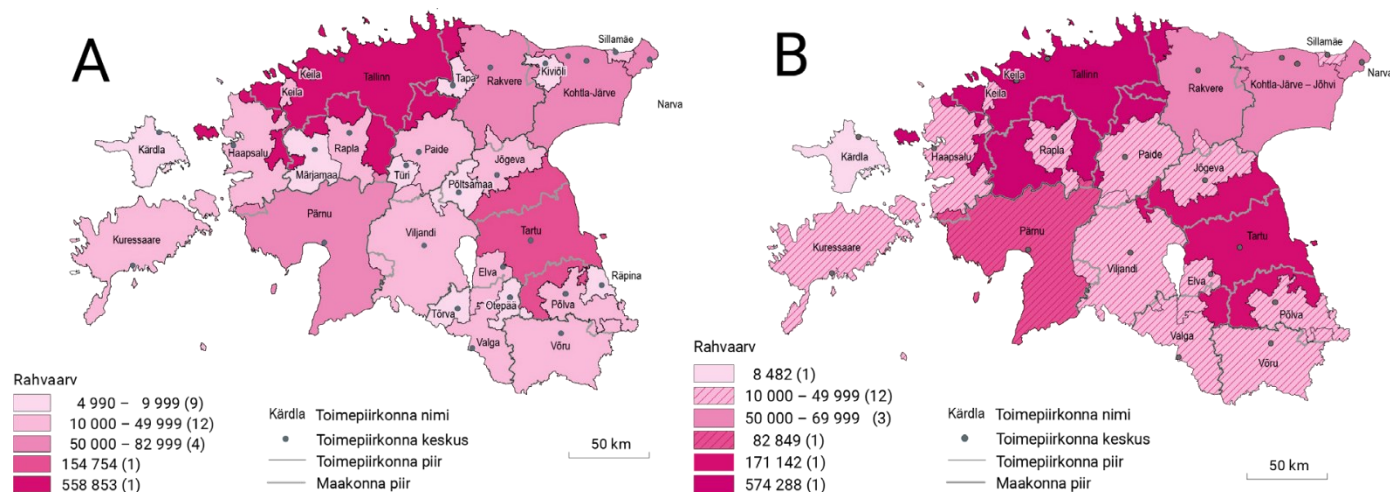 A
Keila
Keila
Tallinn
Tapa
Rakvere
Kiviõli
Sillamäe
Kohtla-Järve
Narva
Kärdla
Haapsalu
Märjamaa
Rapla
Paide
Türi
Jõgeva
Põltsamaa
Kuressaare
Pärnu
Viljandi
Tartu
Elva
Räpina
Tõrva
Otepää
Põlva
Valga
Võru
Rahvaarv
4 990 – 9 999 (9)
10 000 – 49 999 (12)
50 000 – 82 999 (4)
154 754 (1)
558 853 (1)
Kärdla Toimepiirkonna nimi
Toimepiirkonna keskus
Toimepiirkonna piir
Maakonna piir
50 km
B
Keila
Keila
Tallinn
Rakvere
Sillamäe
Kohtla-Järve – Jõhvi
Narva
Kärdla
Haapsalu
Rapla
Paide
Jõgeva
Kuressaare
Pärnu
Viljandi
Tartu
Elva
Põlva
Valga
Võru
Rahvaarv
8 482 (1)
10 000 – 49 999 (12)
50 000 – 69 999 (3)
82 849 (1)
171 142 (1)
574 288 (1)
Kärdla Toimepiirkonna nimi
Toimepiirkonna keskus
Toimepiirkonna piir
Maakonna piir
50 km